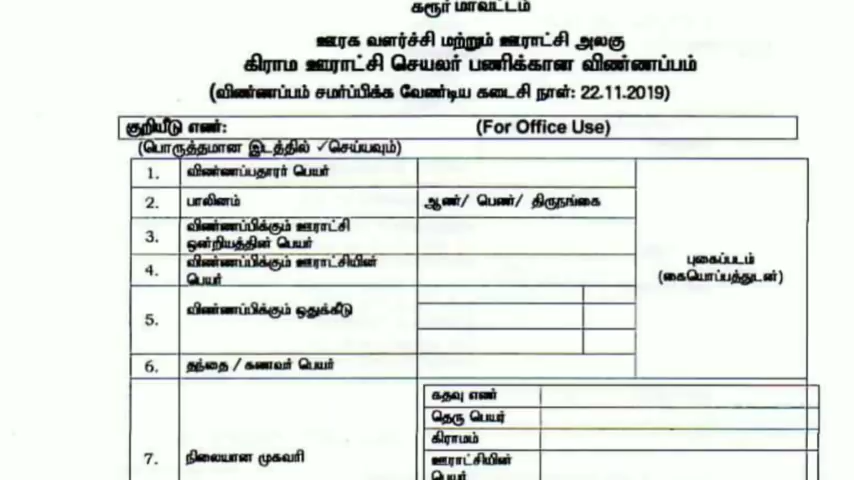 கரூர் மாவட்டம்
ஊரக வளர்ச்சி மற்றும் ஊராட்சி அலகு
கிராம ஊராட்சி செயலர் பணிக்கான விண்ணப்பம்
(விண்ணப்பம் சமர்ப்பிக்க வேண்டிய கடைசி நாள்: 22.11.2019)
குறியீடு எண்: (For Office Use)
(பொருத்தமான இடத்தில் ✓செய்யவும்)
1. விண்ணப்பதாரர் பெயர்
2. பாலினம் ஆண்/ பெண்/ திருநங்கை
3. விண்ணப்பிக்கும் ஊராட்சி
ஒன்றியத்தின் பெயர்
4. விண்ணப்பிக்கும் ஊராட்சியின்
பெயர்
புகைப்படம்
(கையொப்பத்துடன்)
5. விண்ணப்பிக்கும் ஒதுக்கீடு
6. தந்தை / கணவர் பெயர்
7. நிலையான முகவரி
கதவு எண்
தெரு பெயர்
கிராமம்
ஊராட்சியின்
பெயர்